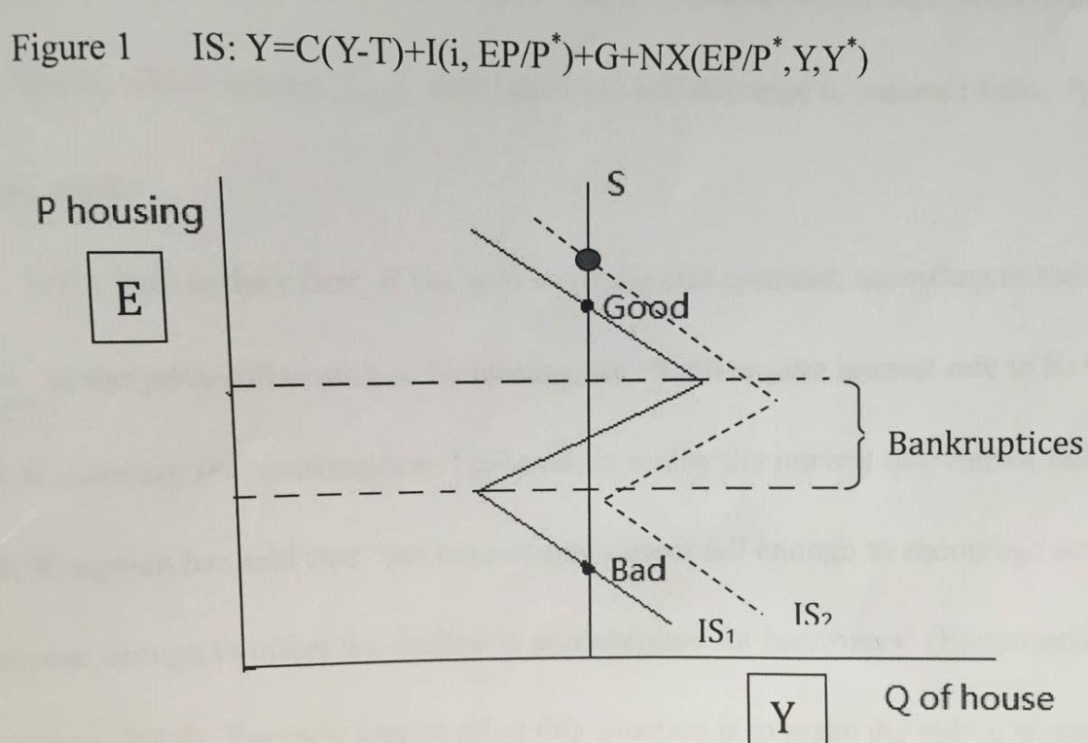 Figure 1 IS: Y=C(Y-T)+I(i, EP/P*)+G+NX(EP/P*,Y,Y*)
S
P housing
E
Good
Bankruptices
Bad
IS₁
IS₂
Y
Q of house